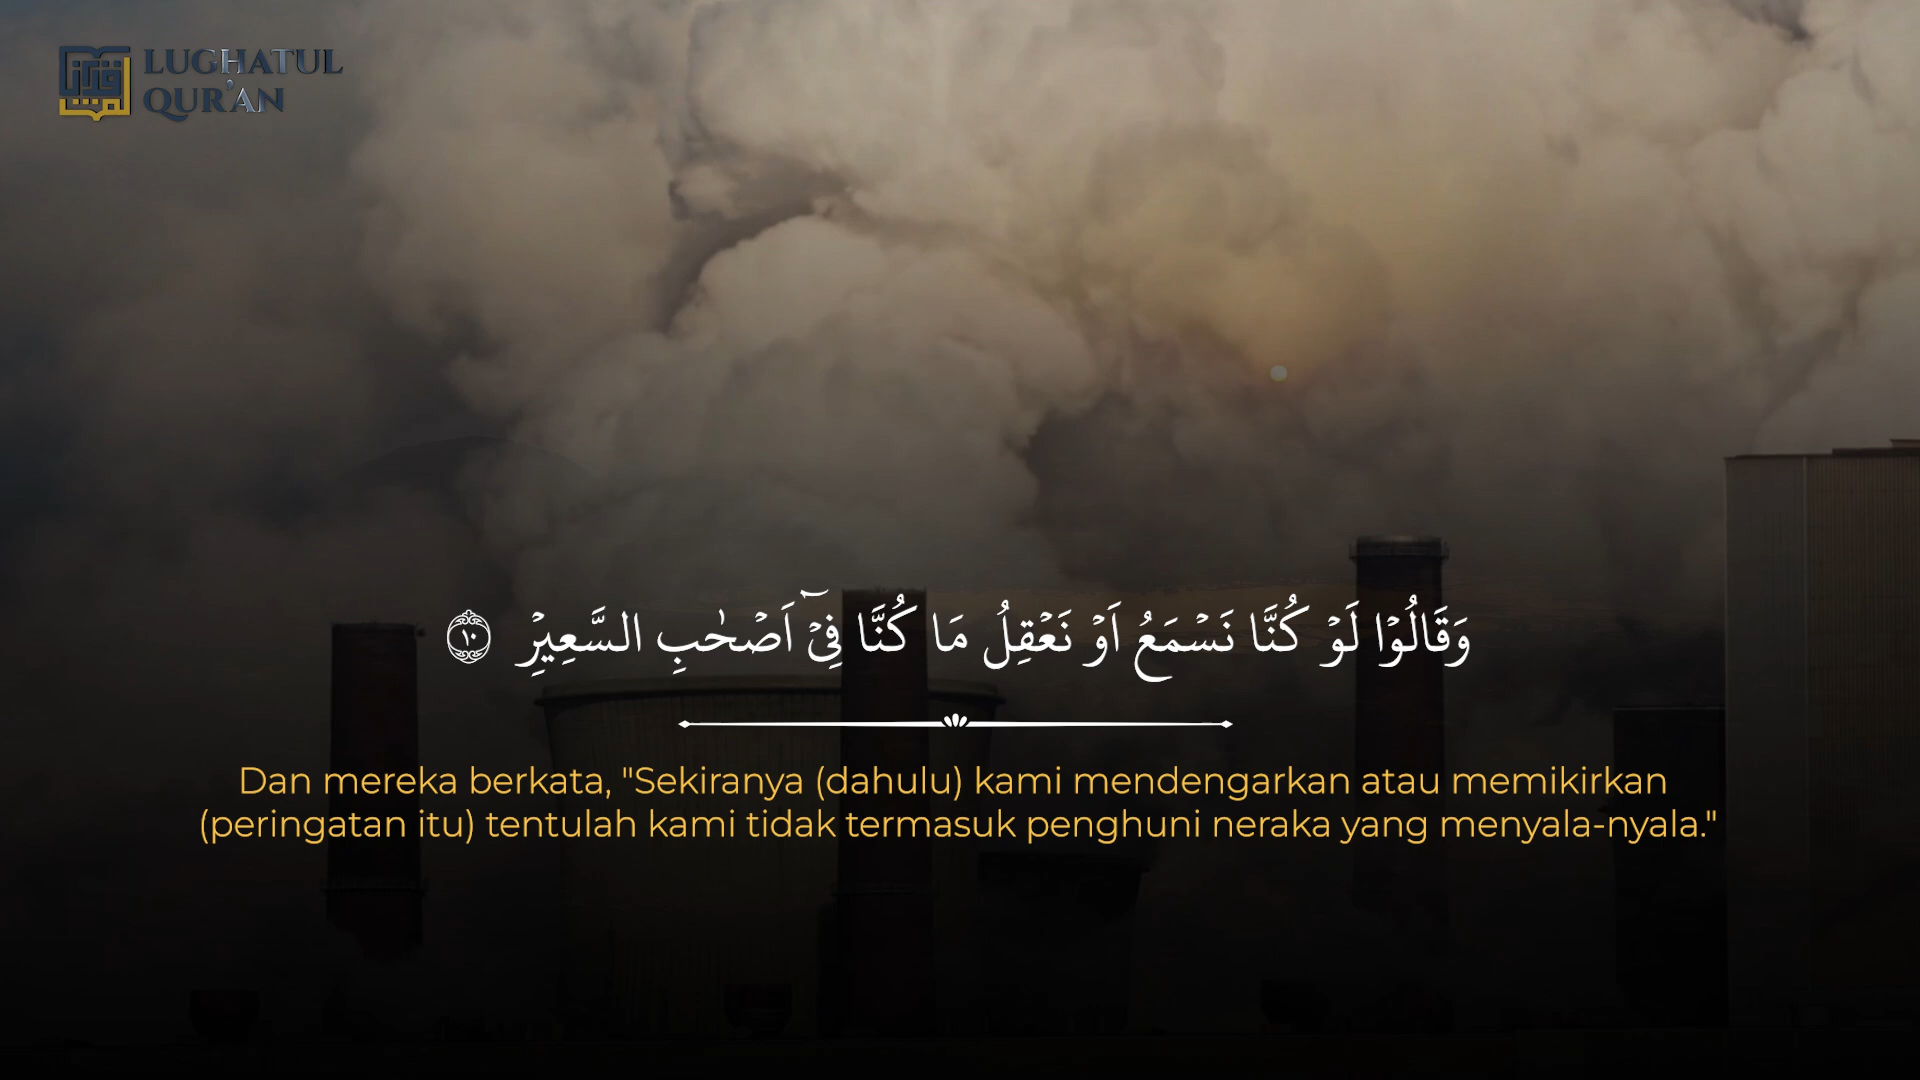 LUGHATUL
QUR'AN
وَقَالُوْا لَوْ كُنَّا نَسْمَعُ اَوْ نَعْقِلُ مَا كُنَّا فِيْٓ اَصْحٰبِ السَّعِيْرِ ١٠
Dan mereka berkata, "Sekiranya (dahulu) kami mendengarkan atau memikirkan
(peringatan itu) tentulah kami tidak termasuk penghuni neraka yang menyala-nyala."